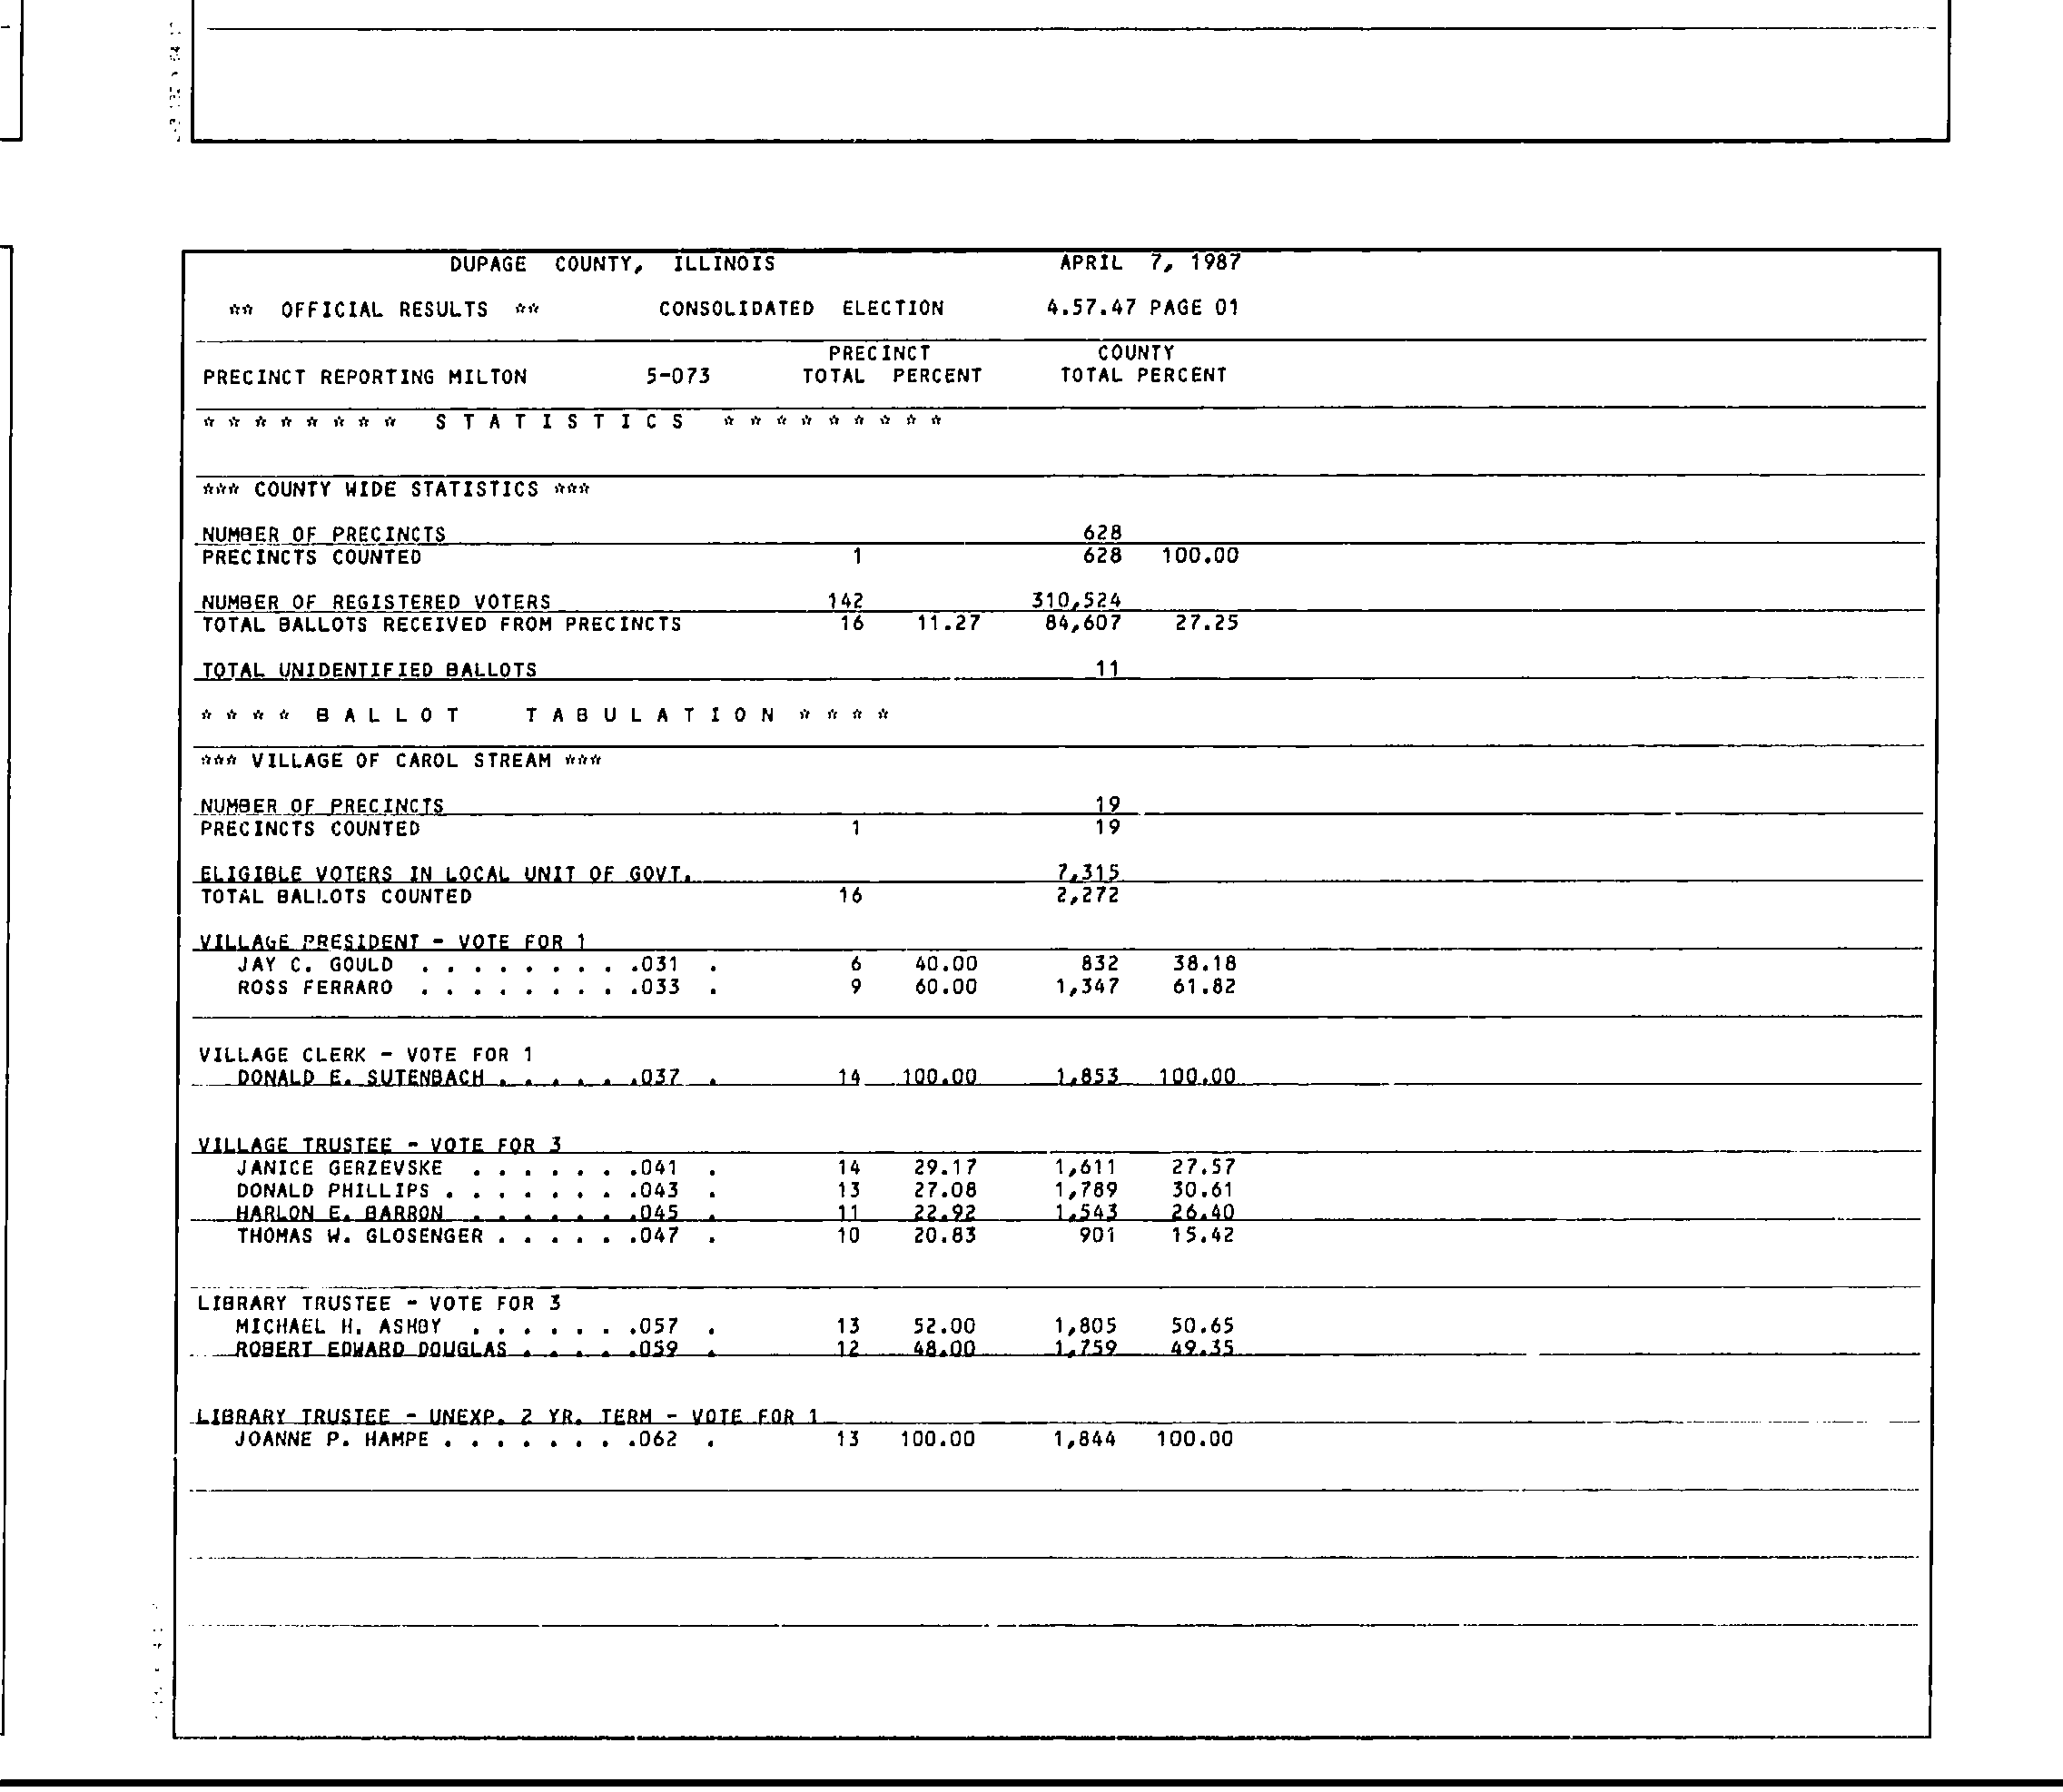 DUPAGE COUNTY, ILLINOIS APRIL 7, 1987
** OFFICIAL RESULTS ** CONSOLIDATED ELECTION 4.57.47 PAGE 01
PRECINCT COUNTY
PRECINCT REPORTING MILTON 5-073 TOTAL PERCENT TOTAL PERCENT
* * * * * * * * S T A T I S T I C S * * * * * * * * *
*** COUNTY WIDE STATISTICS ***
NUMBER OF PRECINCTS 628
PRECINCTS COUNTED 1 628 100.00
NUMBER OF REGISTERED VOTERS 142 310,524
TOTAL BALLOTS RECEIVED FROM PRECINCTS 16 11.27 84,607 27.25
TOTAL UNIDENTIFIED BALLOTS 11
* * * * B A L L O T T A B U L A T I O N * * * *
*** VILLAGE OF CAROL STREAM ***
NUMBER OF PRECINCTS 19
PRECINCTS COUNTED 1 19
ELIGIBLE VOTERS IN LOCAL UNIT OF GOVT. 7,315
TOTAL BALLOTS COUNTED 16 2,272
VILLAGE PRESIDENT - VOTE FOR 1
JAY C. GOULD . . . . . . . . .031 . 6 40.00 832 38.18
ROSS FERRARO . . . . . . . . .033 . 9 60.00 1,347 61.82
VILLAGE CLERK - VOTE FOR 1
DONALD E. SUTENBACH . . . . . .037 . 14 100.00 1,853 100.00
VILLAGE TRUSTEE - VOTE FOR 3
JANICE GERZEVSKE . . . . . . .041 . 14 29.17 1,611 27.57
DONALD PHILLIPS . . . . . . . .043 . 13 27.08 1,789 30.61
HARLON E. BARRON . . . . . . .045 . 11 22.92 1,543 26.40
THOMAS W. GLOSENGER . . . . . .047 . 10 20.83 901 15.42
LIBRARY TRUSTEE - VOTE FOR 3
MICHAEL H. ASHBY . . . . . . .057 . 13 52.00 1,805 50.65
ROBERT EDWARD DOUGLAS . . . . .059 . 12 48.00 1,759 49.35
LIBRARY TRUSTEE - UNEXP. 2 YR. TERM - VOTE FOR 1
JOANNE P. HAMPE . . . . . . . .062 . 13 100.00 1,844 100.00